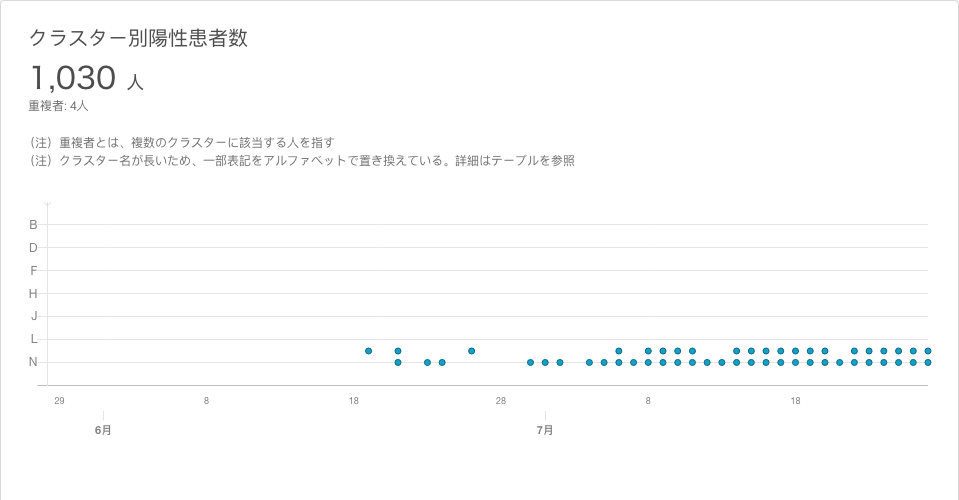 クラスター別陽性患者数
1,030 人
重複者: 4人
（注）重複者とは、複数のクラスターに該当する人を指す
（注）クラスター名が長いため、一部表記をアルファベットで置き換えている。詳細はテーブルを参照
B
D
F
H
J
L
N
29 8 18 28 8 18
6月 7月